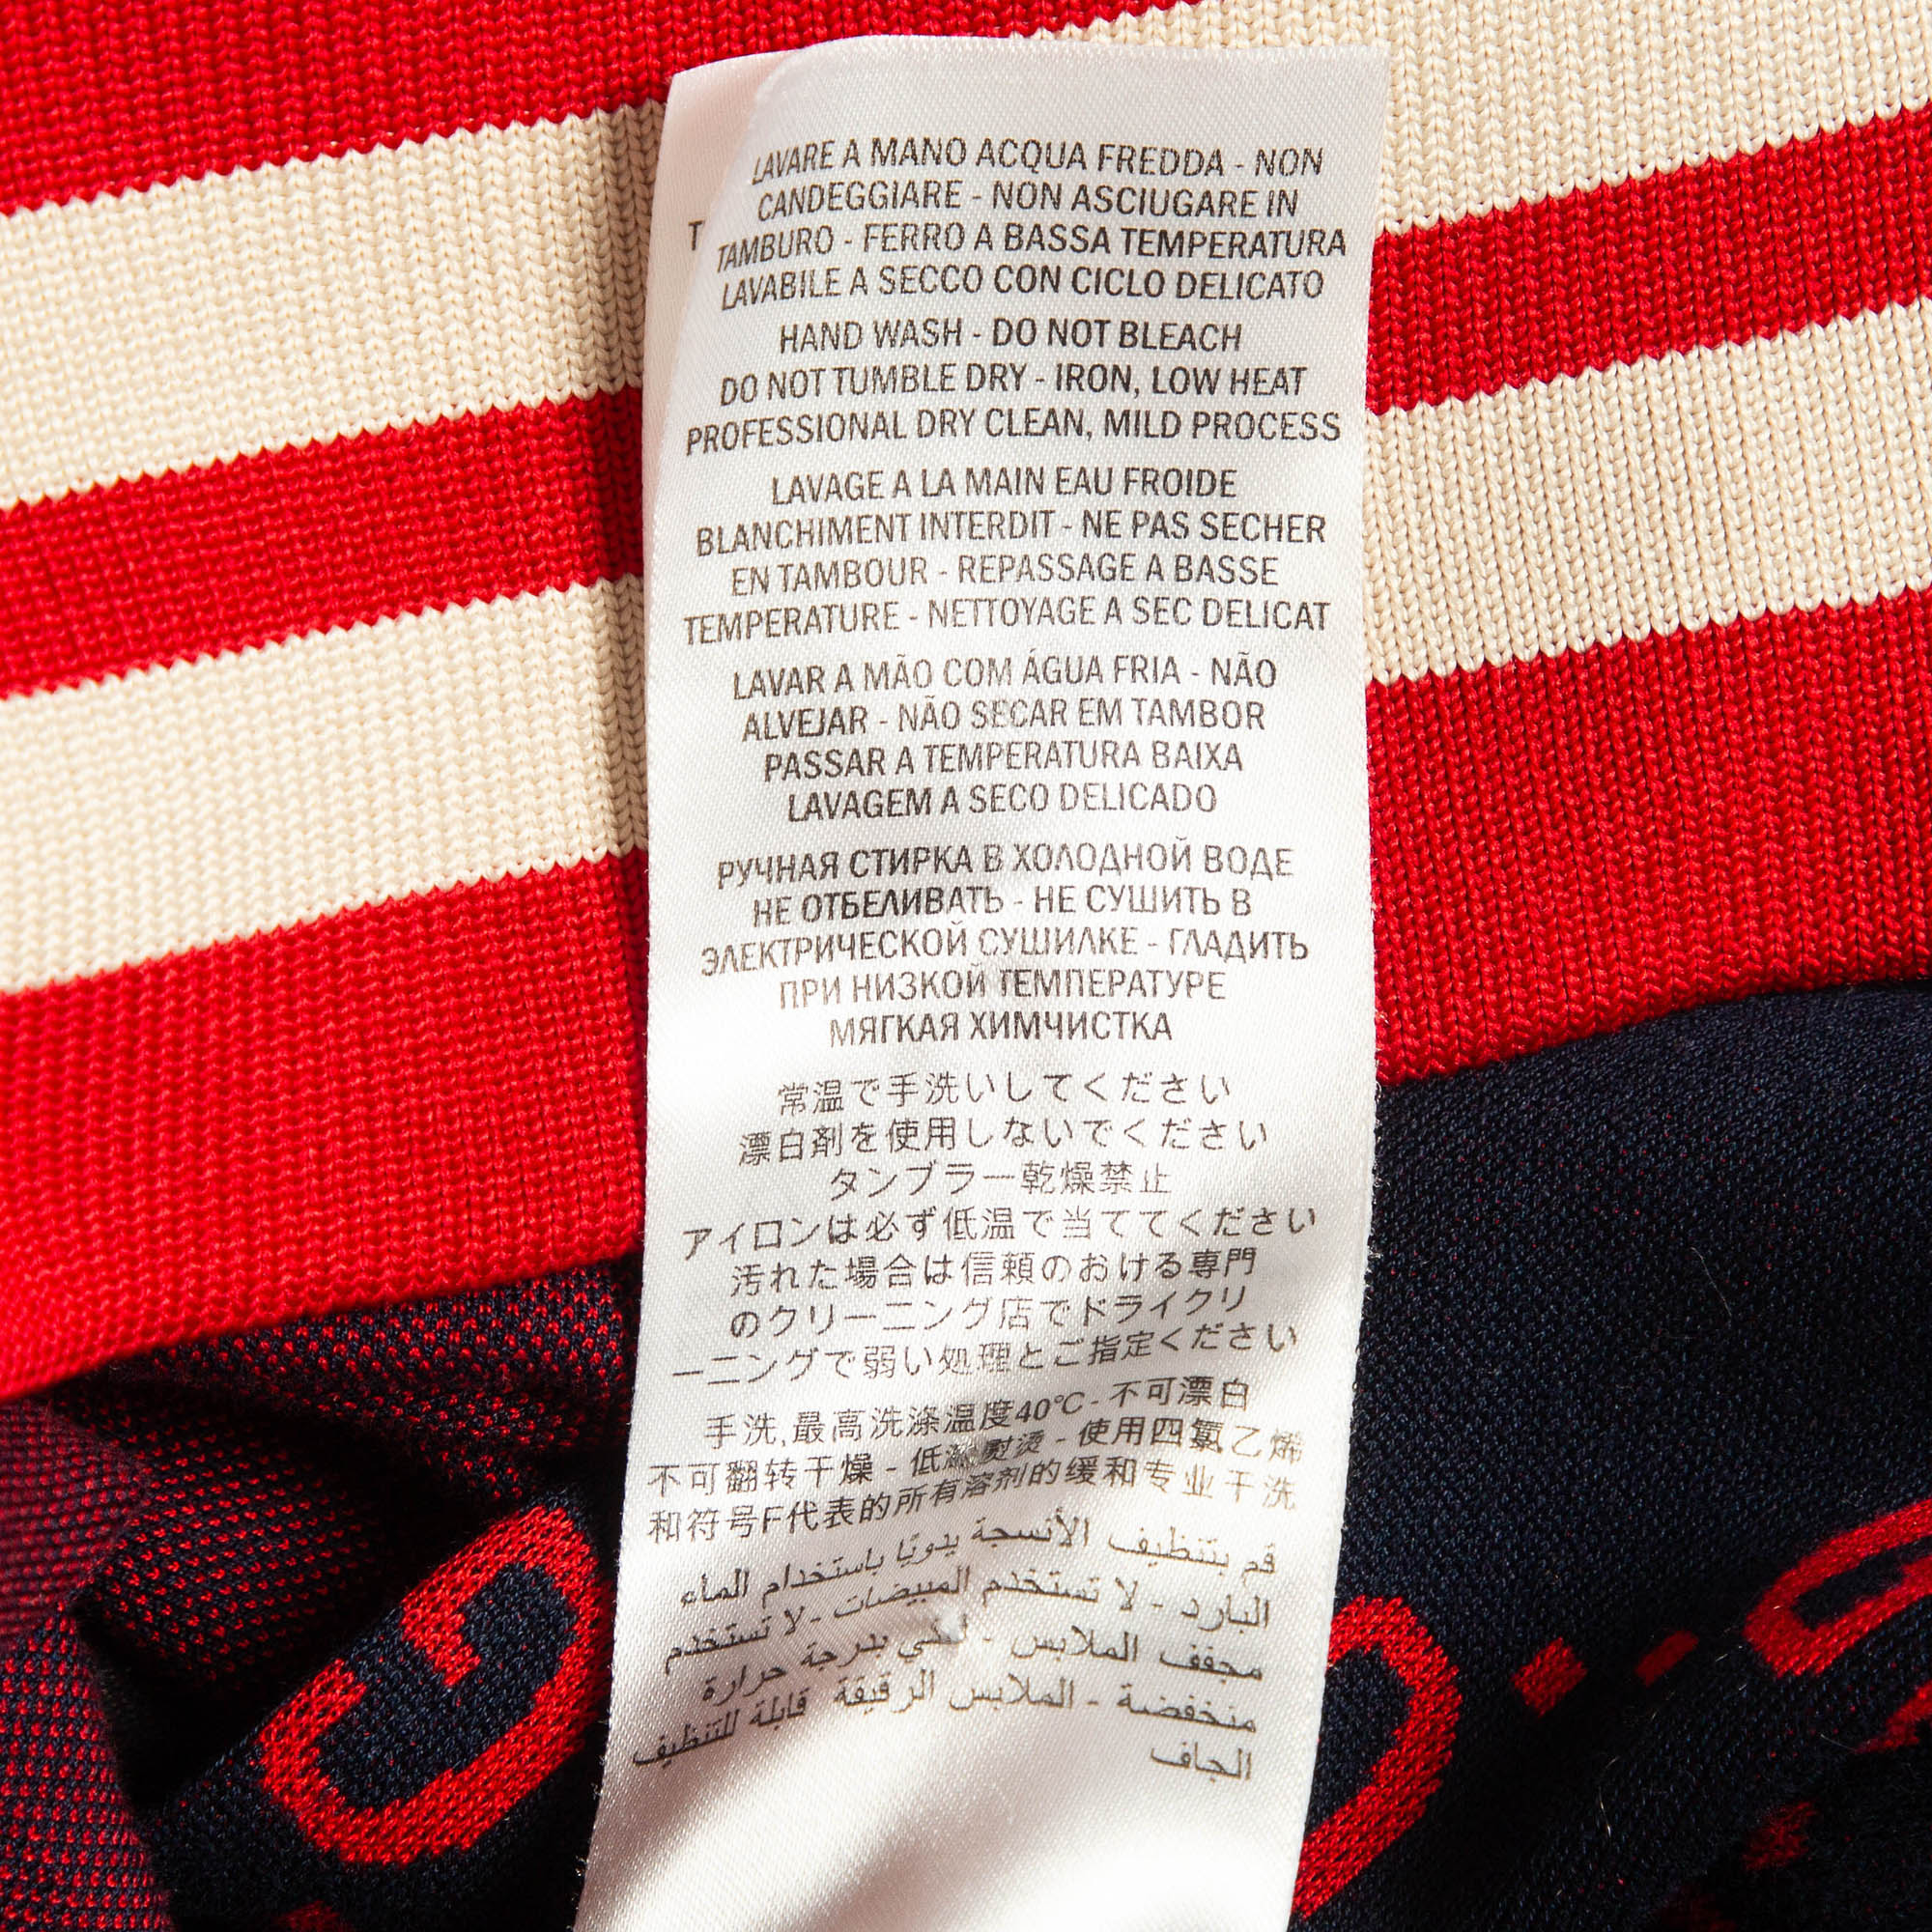 T
LAVARE A MANO ACQUA FREDDA - NON
CANDEGGIARE - NON ASCIUGARE IN
TAMBURO - FERRO A BASSA TEMPERATURA
LAVABILE A SECCO CON CICLO DELICATO
HAND WASH - DO NOT BLEACH
DO NOT TUMBLE DRY - IRON, LOW HEAT
PROFESSIONAL DRY CLEAN, MILD PROCESS
LAVAGE A LA MAIN EAU FROIDE
BLANCHIMENT INTERDIT - NE PAS SECHER
EN TAMBOUR - REPASSAGE A BASSE
TEMPERATURE - NETTOYAGE A SEC DELICAT
LAVAR A MÃO COM ÁGUA FRIA - NÃO
ALVEJAR - NÃO SECAR EM TAMBOR
PASSAR A TEMPERATURA BAIXA
LAVAGEM A SECO DELICADO
РУЧНАЯ СТИРКА В ХОЛОДНОЙ ВОДЕ
НЕ ОТБЕЛИВАТЬ - НЕ СУШИТЬ В
ЭЛЕКТРИЧЕСКОЙ СУШИЛКЕ - ГЛАДИТЬ
ПРИ НИЗКОЙ ТЕМПЕРАТУРЕ
МЯГКАЯ ХИМЧИСТКА
常温で手洗いしてください
漂白剤を使用しないでください
タンブラー乾燥禁止
アイロンは必ず低温で当ててください
汚れた場合は信頼のおける専門
のクリーニング店でドライクリ
ーニングで弱い処理とご指定ください
手洗,最高洗涤温度40°C - 不可漂白
不可翻转干燥 - 低温熨烫 - 使用四氯乙烯
和符号F代表的所有溶剂的缓和专业干洗
قم بتنظيف الأنسجة يدويًا باستخدام الماء
البارد - لا تستخدم المبيضات - لا تستخدم
مجفف الملابس - بدرجة حرارة
منخفضة - الملابس الرقيقة قابلة للتنظيف
الجاف